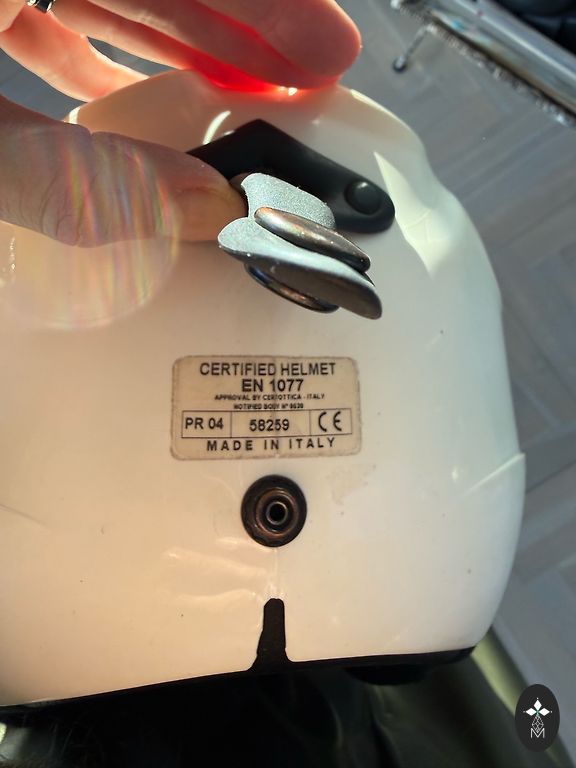 CERTIFIED HELMET
EN 1077
APPROVAL BY CERTOTTICA - ITALY
NOTIFIED BODY N° 0530
PR 04 58259 CE
MADE IN ITALY
M